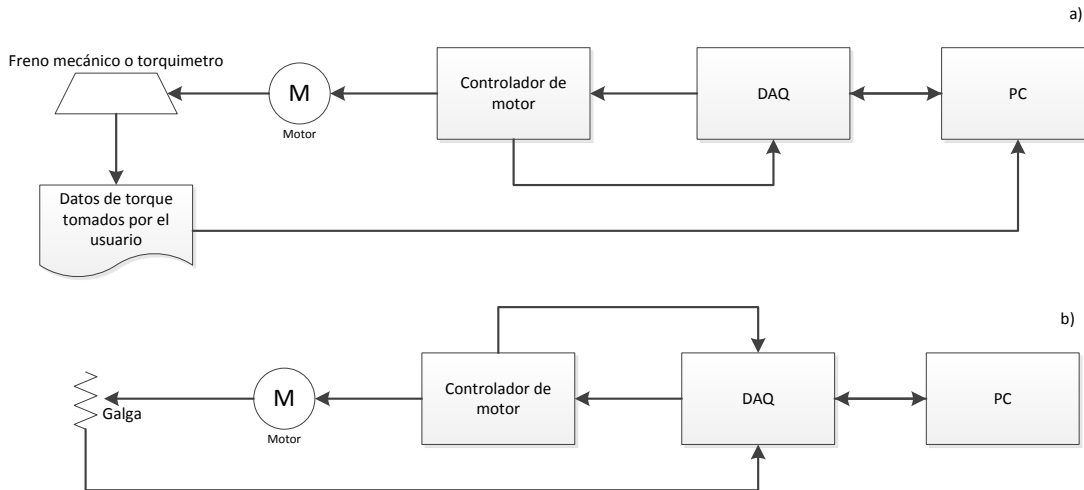 a)
Freno mecánico o torquimetro
M
Motor
Controlador de
motor
DAQ
PC
Datos de torque
tomados por el
usuario
b)
Galga
M
Motor
Controlador de
motor
DAQ
PC